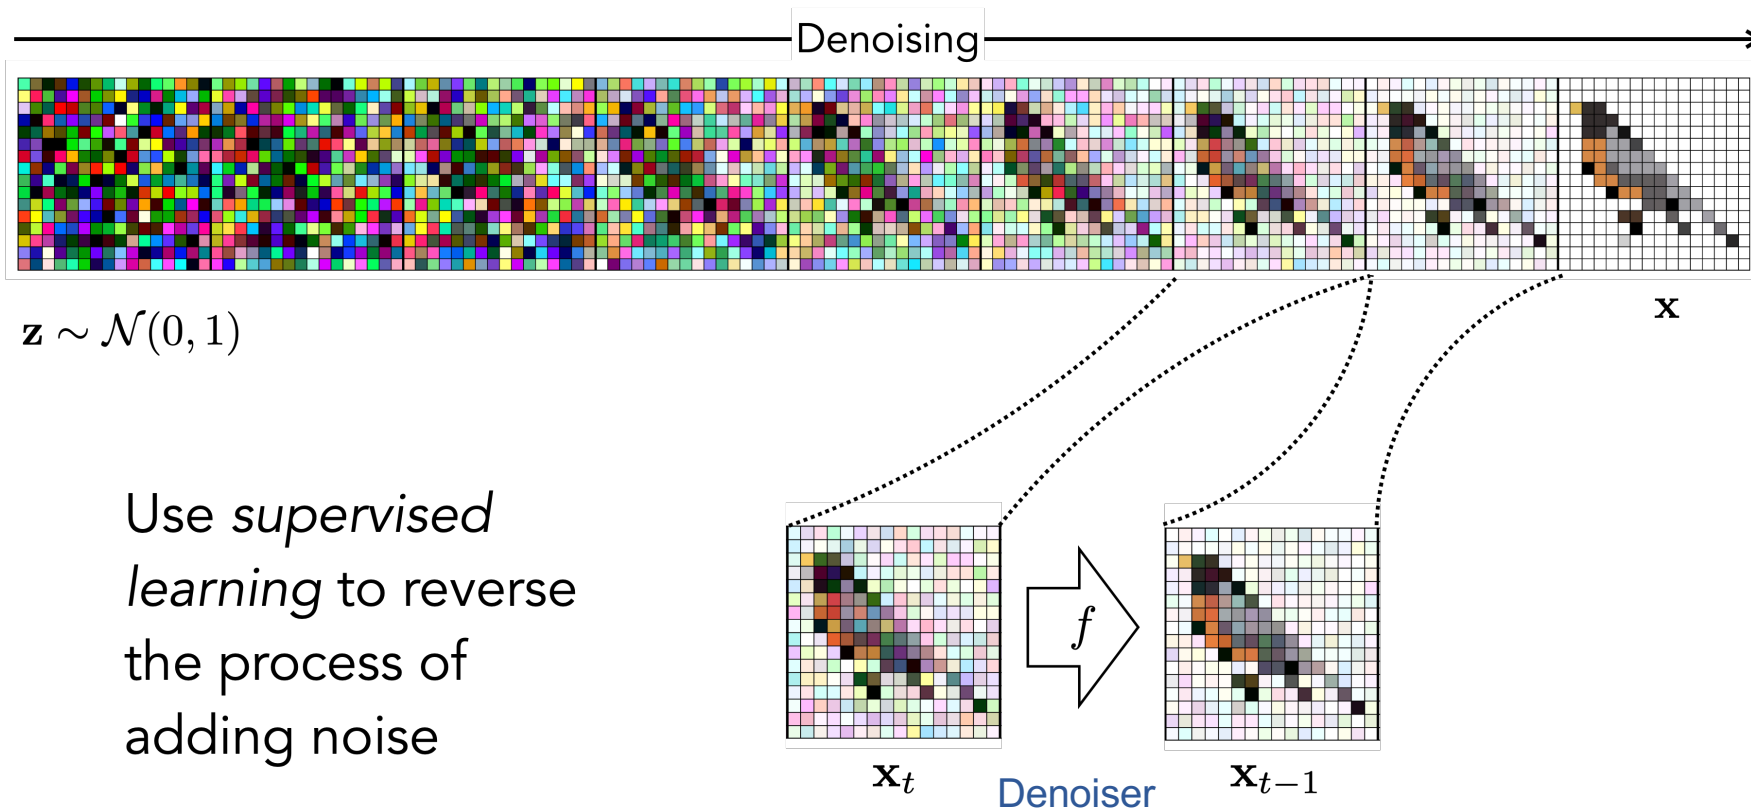 Denoising
z ∼ 𝒩(0, 1)
x
Use supervised
learning to reverse
the process of
adding noise
f
x_t
x_{t−1}
Denoiser